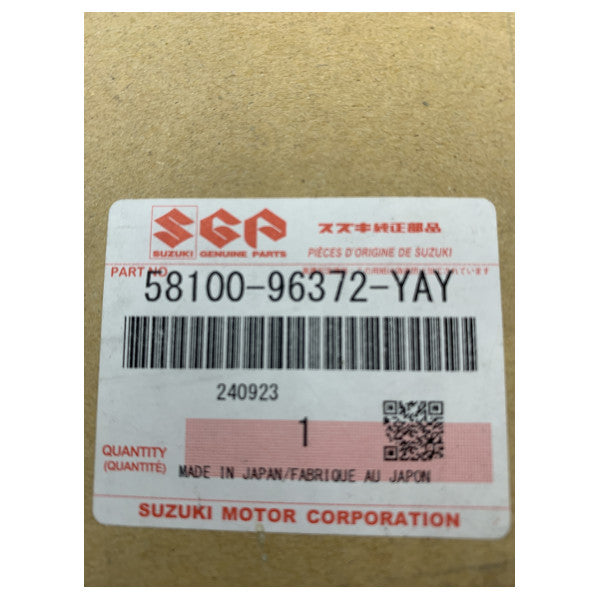 SGP
スズキ純正部品
SUZUKI GENUINE PARTS
PIÈCES D'ORIGINE DE SUZUKI
PART NO.
58100-96372-YAY
240923
1
QUANTITY
(QUANTITÉ)
MADE IN JAPAN/FABRIQUE AU JAPON
SUZUKI MOTOR CORPORATION